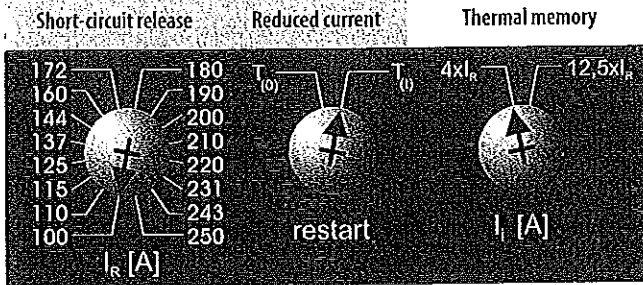 Short-circuit release Reduced current Thermal memory
172 180
160 190
144 200
137 210
125 220
115 231
110 243
100 250
I_R [A]
T(0) T(I)
restart
4xI_R 12,5xI_R
I_i [A]